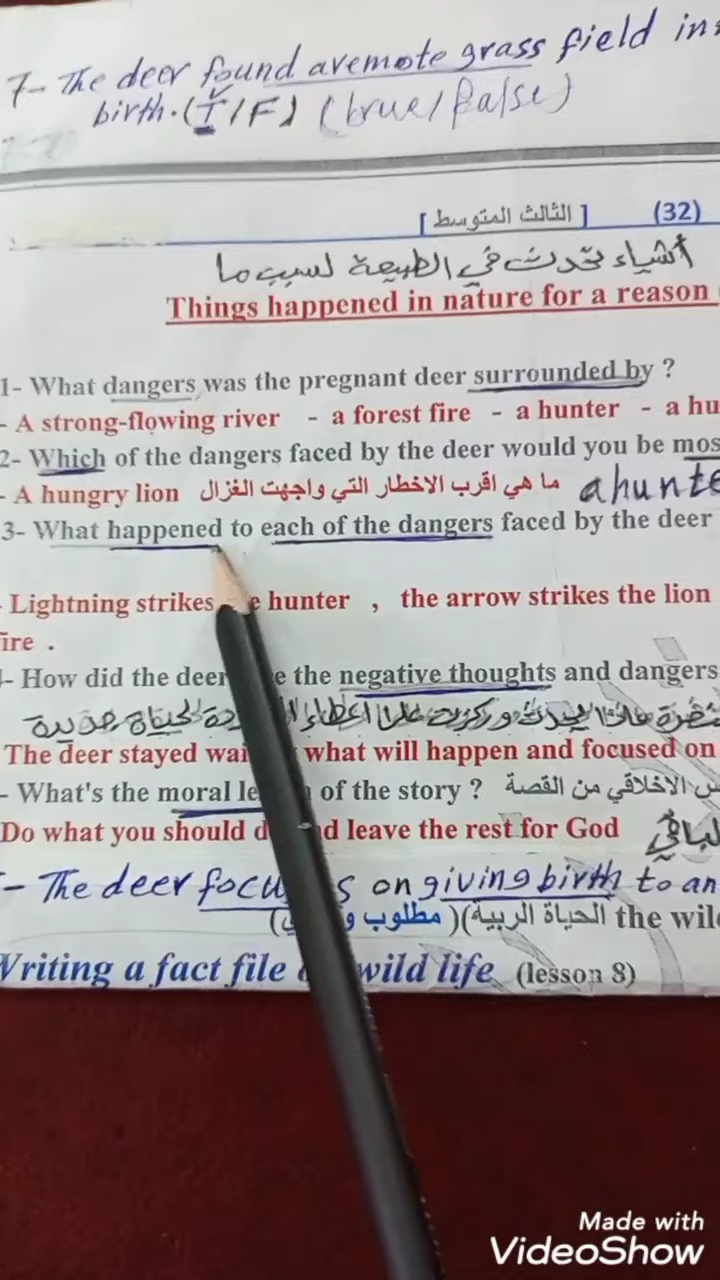 7- The deer found a remote grass field in
birth. (T/F) (true/false)
[ الثالث المتوسط ] (32)
أشياء تحدث في الطبيعة لسبب ما
Things happened in nature for a reason
1- What dangers was the pregnant deer surrounded by ?
- A strong-flowing river - a forest fire - a hunter - a hu
2- Which of the dangers faced by the deer would you be mos
- A hungry lion ما هي اقرب الاخطار التي واجهت الغزال a hunte
3- What happened to each of the dangers faced by the deer
- Lightning strikes hunter , the arrow strikes the lion
ire .
- How did the deer the negative thoughts and dangers
The deer stayed wai what will happen and focused on
- What's the moral le of the story ? الاخلاقي من القصة
Do what you should d nd leave the rest for God
- The deer focu s on giving birth to an
(الحياة الربية )( مطلوب the wil
Writing a fact file wild life (lesson 8)
Made with
VideoShow